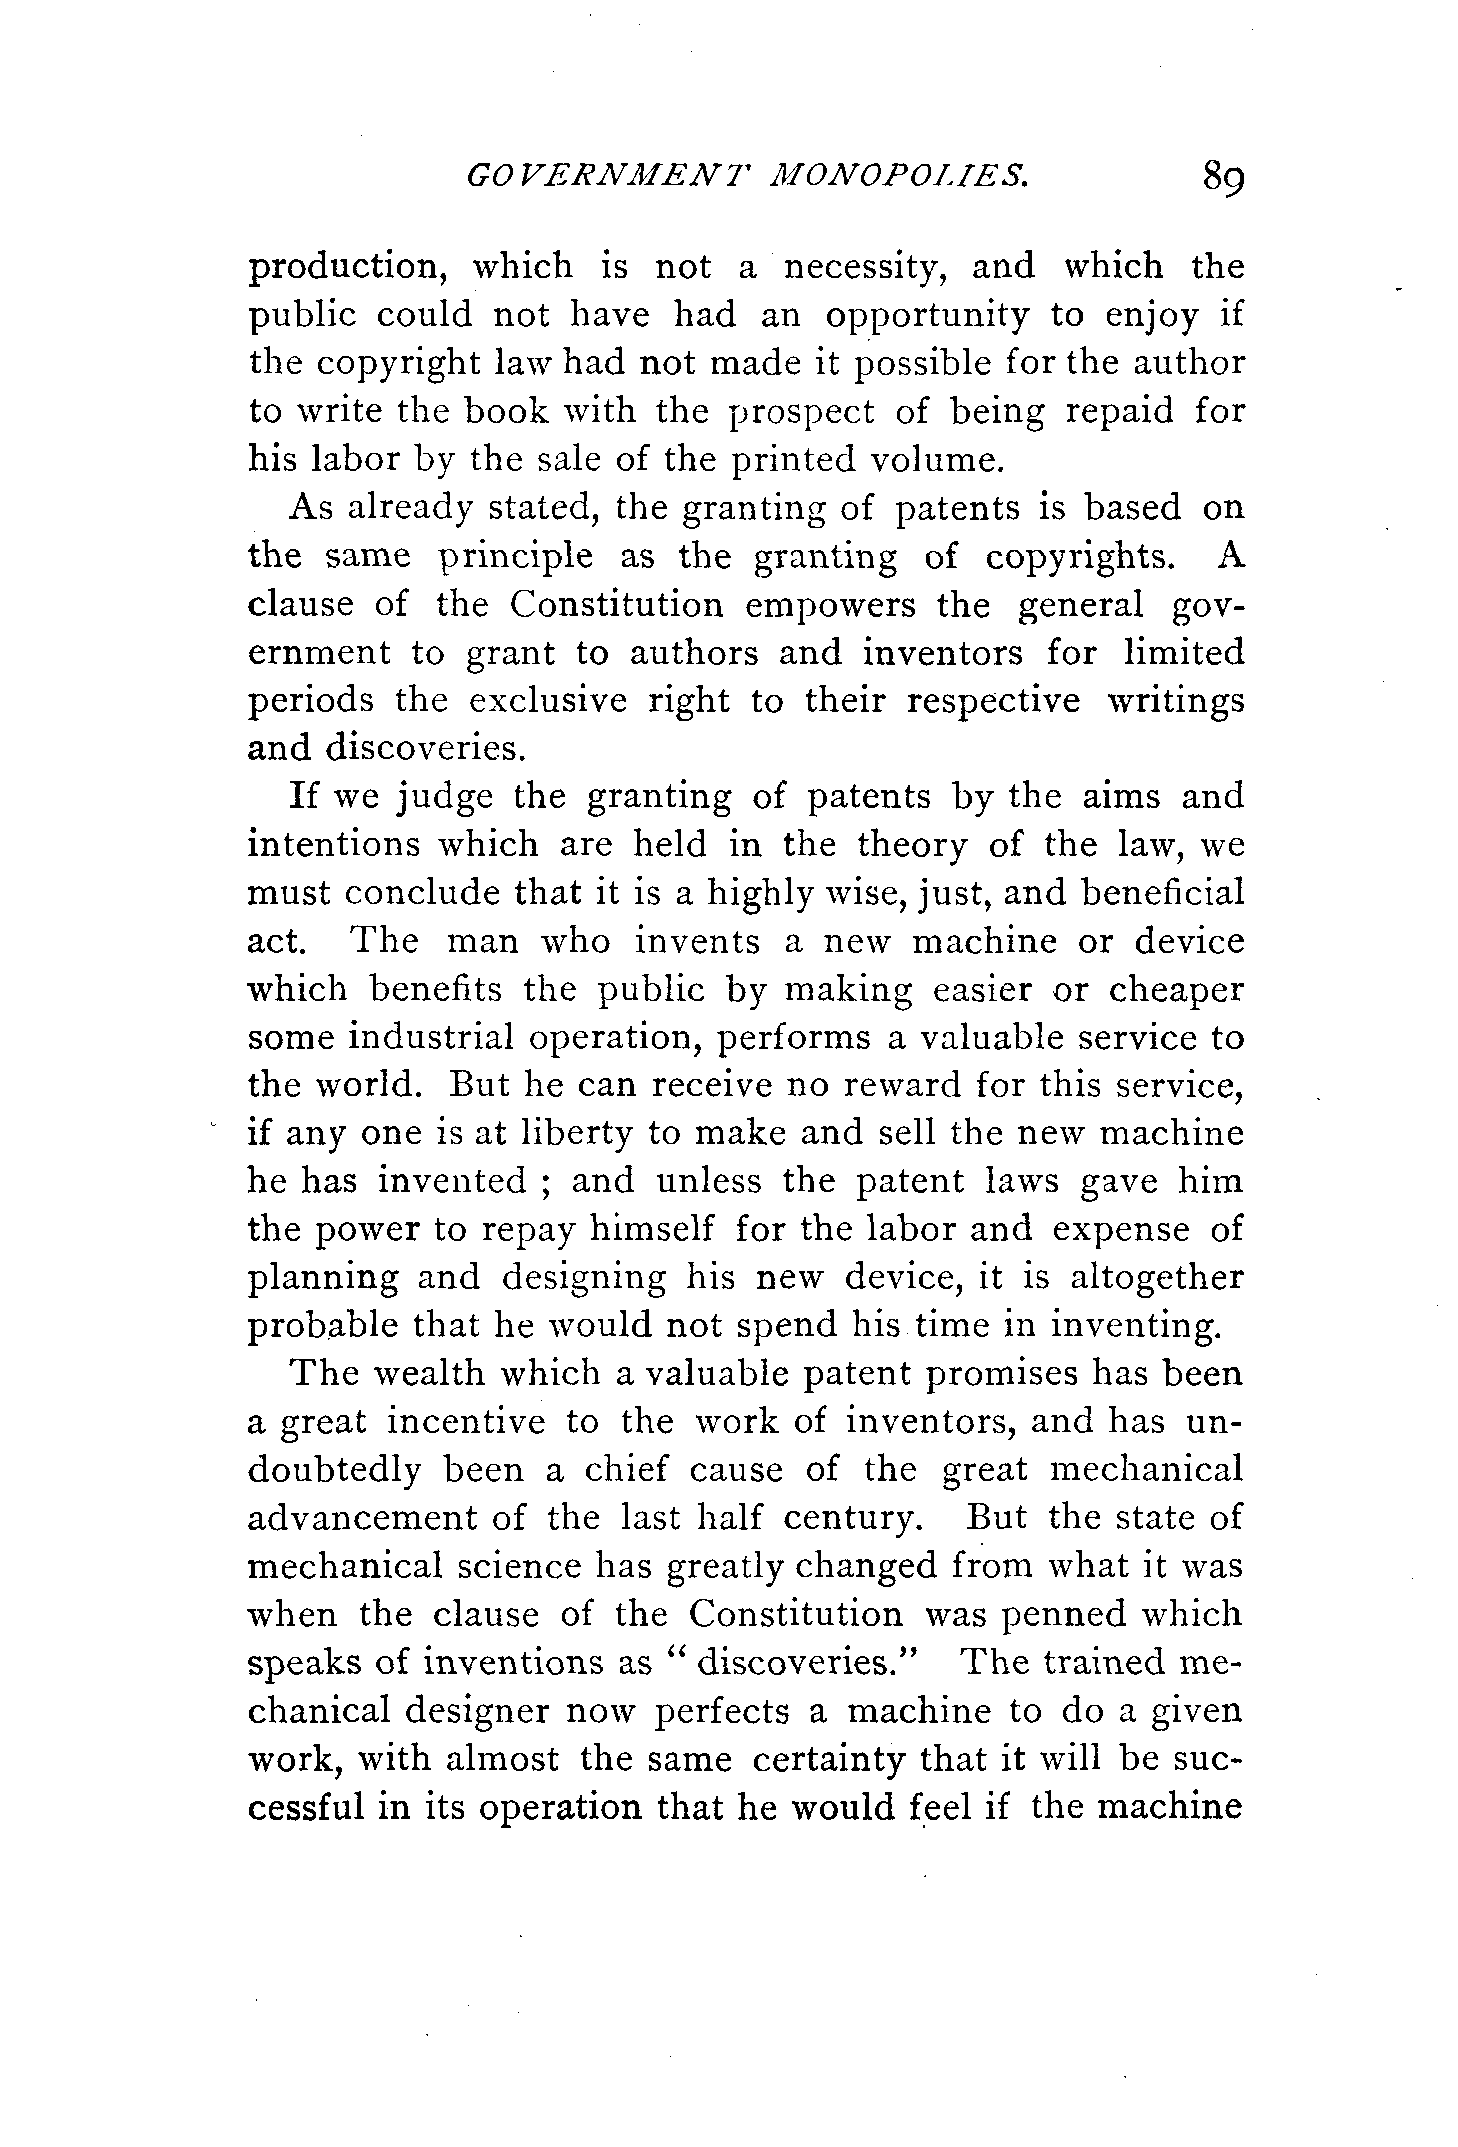 GOVERNMENT MONOPOLIES. 89
production, which is not a necessity, and which the
public could not have had an opportunity to enjoy if
the copyright law had not made it possible for the author
to write the book with the prospect of being repaid for
his labor by the sale of the printed volume.
As already stated, the granting of patents is based on
the same principle as the granting of copyrights. A
clause of the Constitution empowers the general gov-
ernment to grant to authors and inventors for limited
periods the exclusive right to their respective writings
and discoveries.
If we judge the granting of patents by the aims and
intentions which are held in the theory of the law, we
must conclude that it is a highly wise, just, and beneficial
act. The man who invents a new machine or device
which benefits the public by making easier or cheaper
some industrial operation, performs a valuable service to
the world. But he can receive no reward for this service,
if any one is at liberty to make and sell the new machine
he has invented ; and unless the patent laws gave him
the power to repay himself for the labor and expense of
planning and designing his new device, it is altogether
probable that he would not spend his time in inventing.
The wealth which a valuable patent promises has been
a great incentive to the work of inventors, and has un-
doubtedly been a chief cause of the great mechanical
advancement of the last half century. But the state of
mechanical science has greatly changed from what it was
when the clause of the Constitution was penned which
speaks of inventions as “ discoveries.” The trained me-
chanical designer now perfects a machine to do a given
work, with almost the same certainty that it will be suc-
cessful in its operation that he would feel if the machine